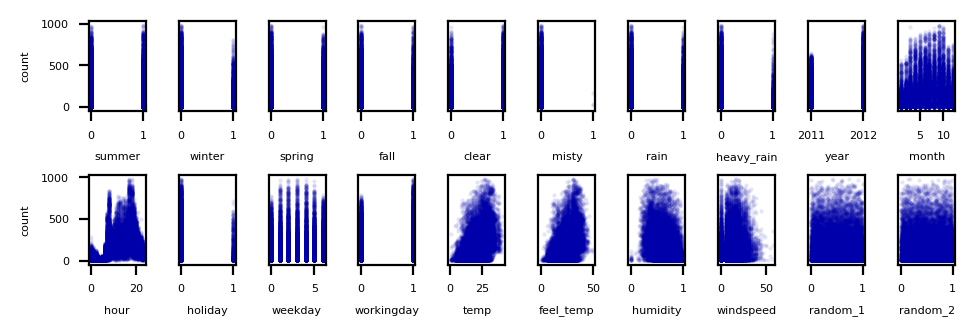 1000
500
0
count
0 1 0 1 0 1 0 1 0 1 0 1 0 1 0 1 2011 2012 5 10
summer winter spring fall clear misty rain heavy_rain year month
1000
500
0
count
0 20 0 1 0 5 0 1 0 25 0 50 0 1 0 50 0 1 0 1
hour holiday weekday workingday temp feel_temp humidity windspeed random_1 random_2